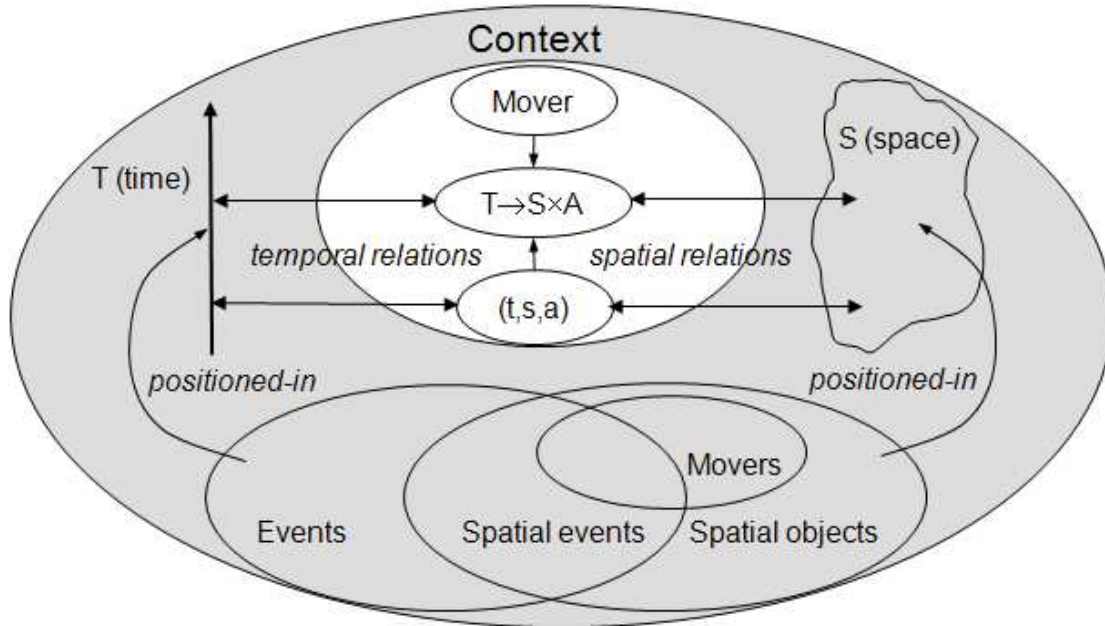 Context
Mover
T (time)
S (space)
T→S×A
temporal relations
spatial relations
(t,s,a)
positioned-in
positioned-in
Movers
Events
Spatial events
Spatial objects